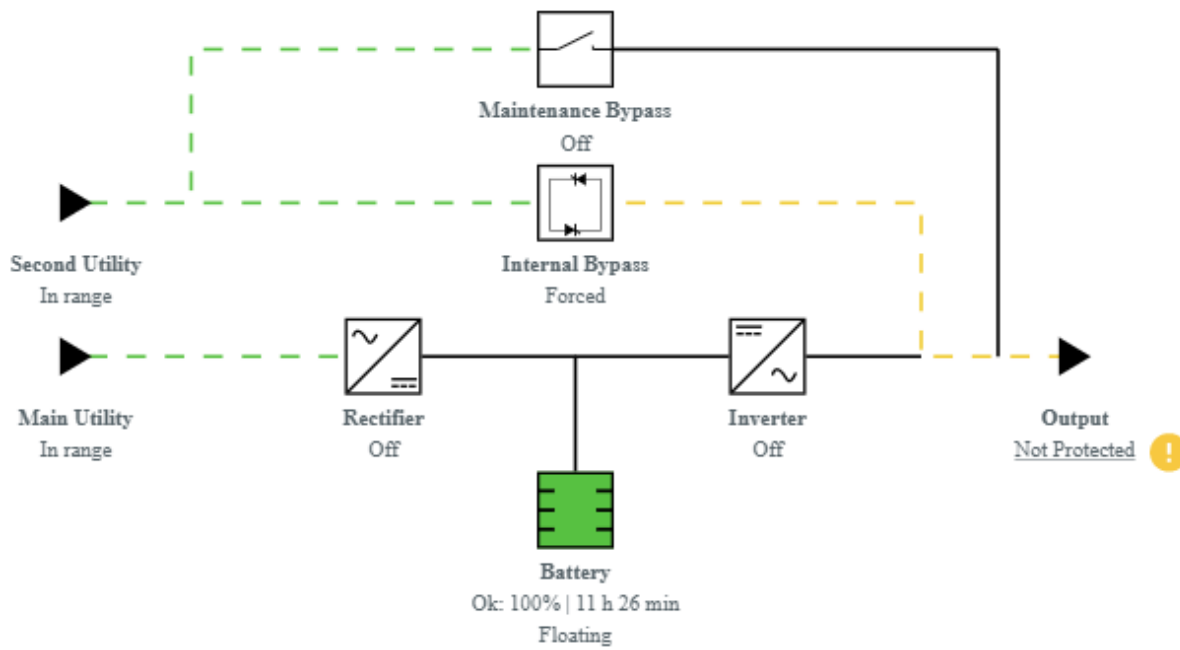 Maintenance Bypass
Off
Second Utility
In range
Internal Bypass
Forced
Main Utility
In range
Rectifier
Off
Inverter
Off
Output
Not Protected
!
Battery
Ok: 100% | 11 h 26 min
Floating